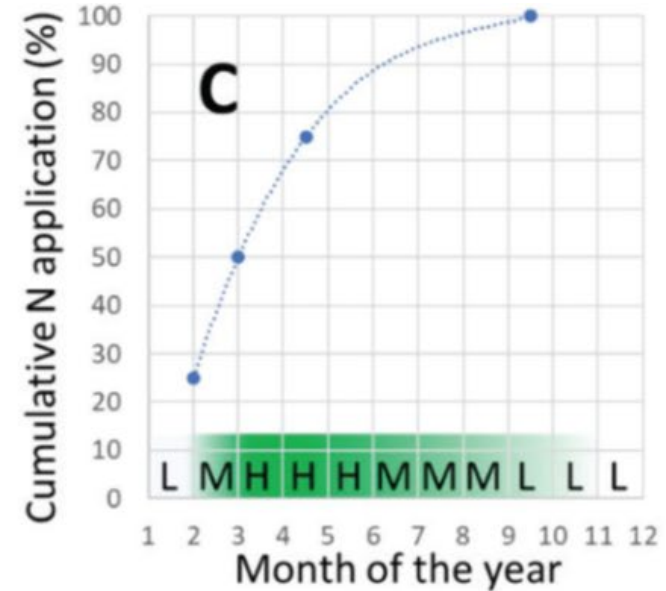 Cumulative N application (%)
100
90
80
70
60
50
40
30
20
10
0
C
L M H H H M M M L L L
1 2 3 4 5 6 7 8 9 10 11 12
Month of the year